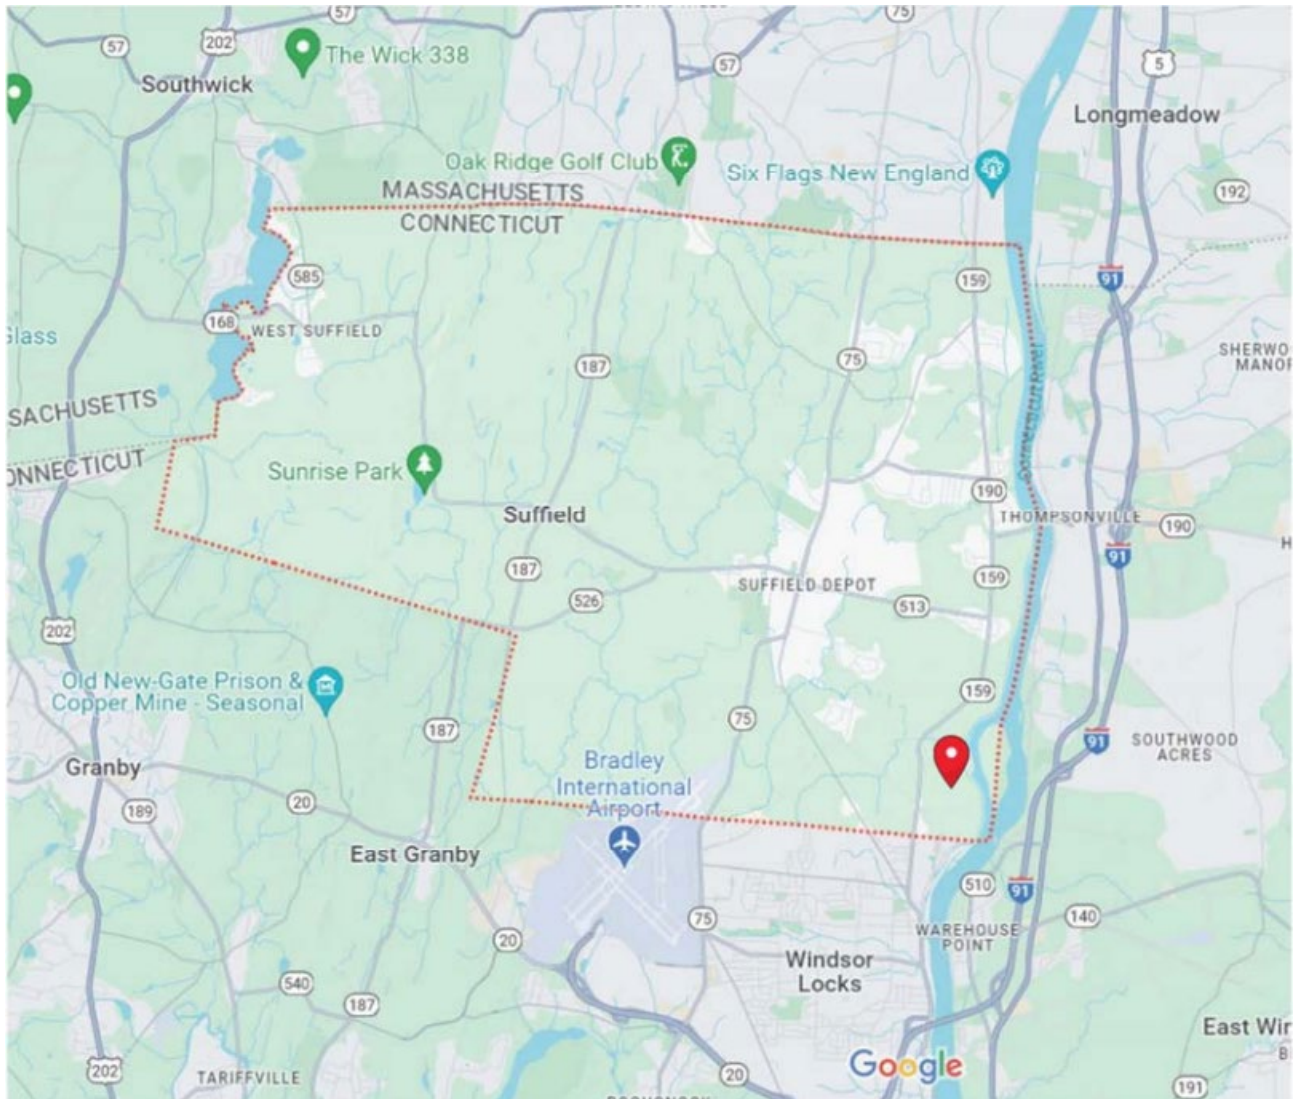 57
75
57
202
The Wick 338
57
5
Southwick
Longmeadow
Oak Ridge Golf Club
Six Flags New England
MASSACHUSETTS
192
CONNECTICUT
585
159
91
168
WEST SUFFIELD
187
75
Connecticut River
SACHUSETTS
ONNECTICUT
Sunrise Park
190
Suffield
THOMPSONVILLE
190
91
187
SUFFIELD DEPOT
159
526
513
202
Old New-Gate Prison &
Copper Mine - Seasonal
159
187
75
91
SOUTHWOOD
ACRES
Granby
Bradley
International
Airport
20
189
East Granby
510
91
75
140
20
WAREHOUSE
POINT
Windsor
Locks
540
187
East Wir
202
TARIFFVILLE
Google
20
191